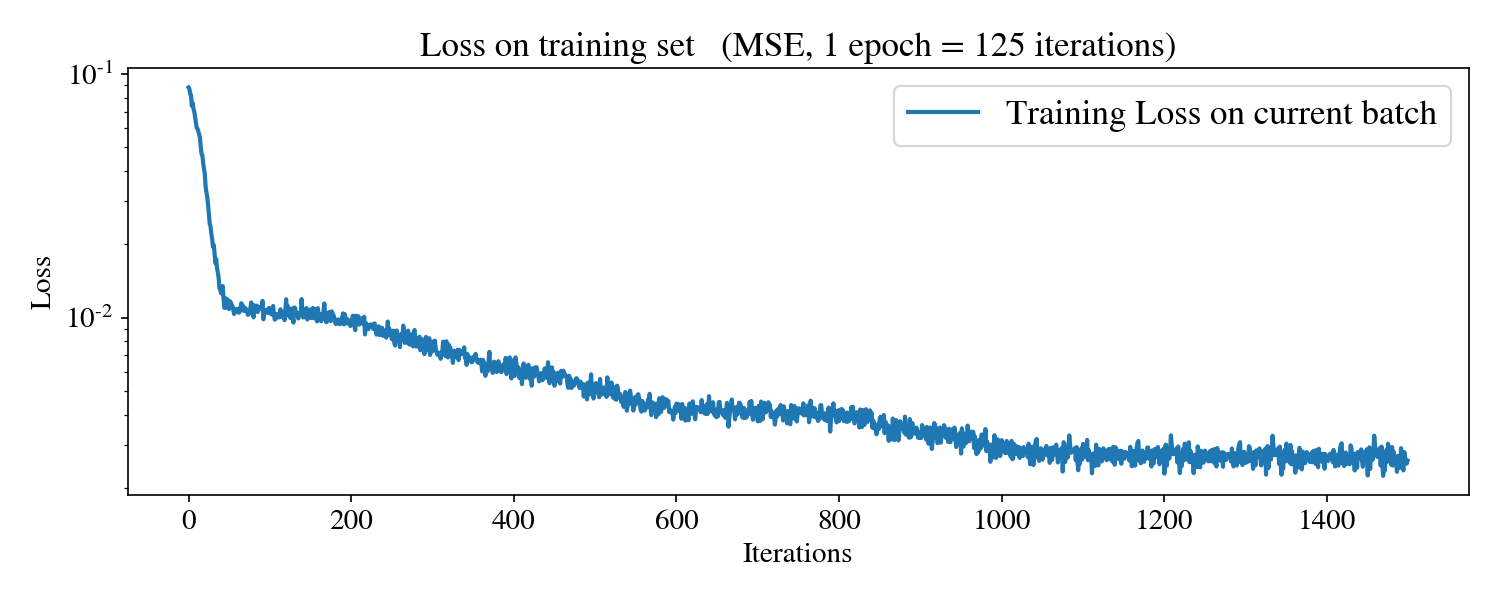 Loss on training set (MSE, 1 epoch = 125 iterations)
10-1
Training Loss on current batch
Loss
10-2
0 200 400 600 800 1000 1200 1400
Iterations